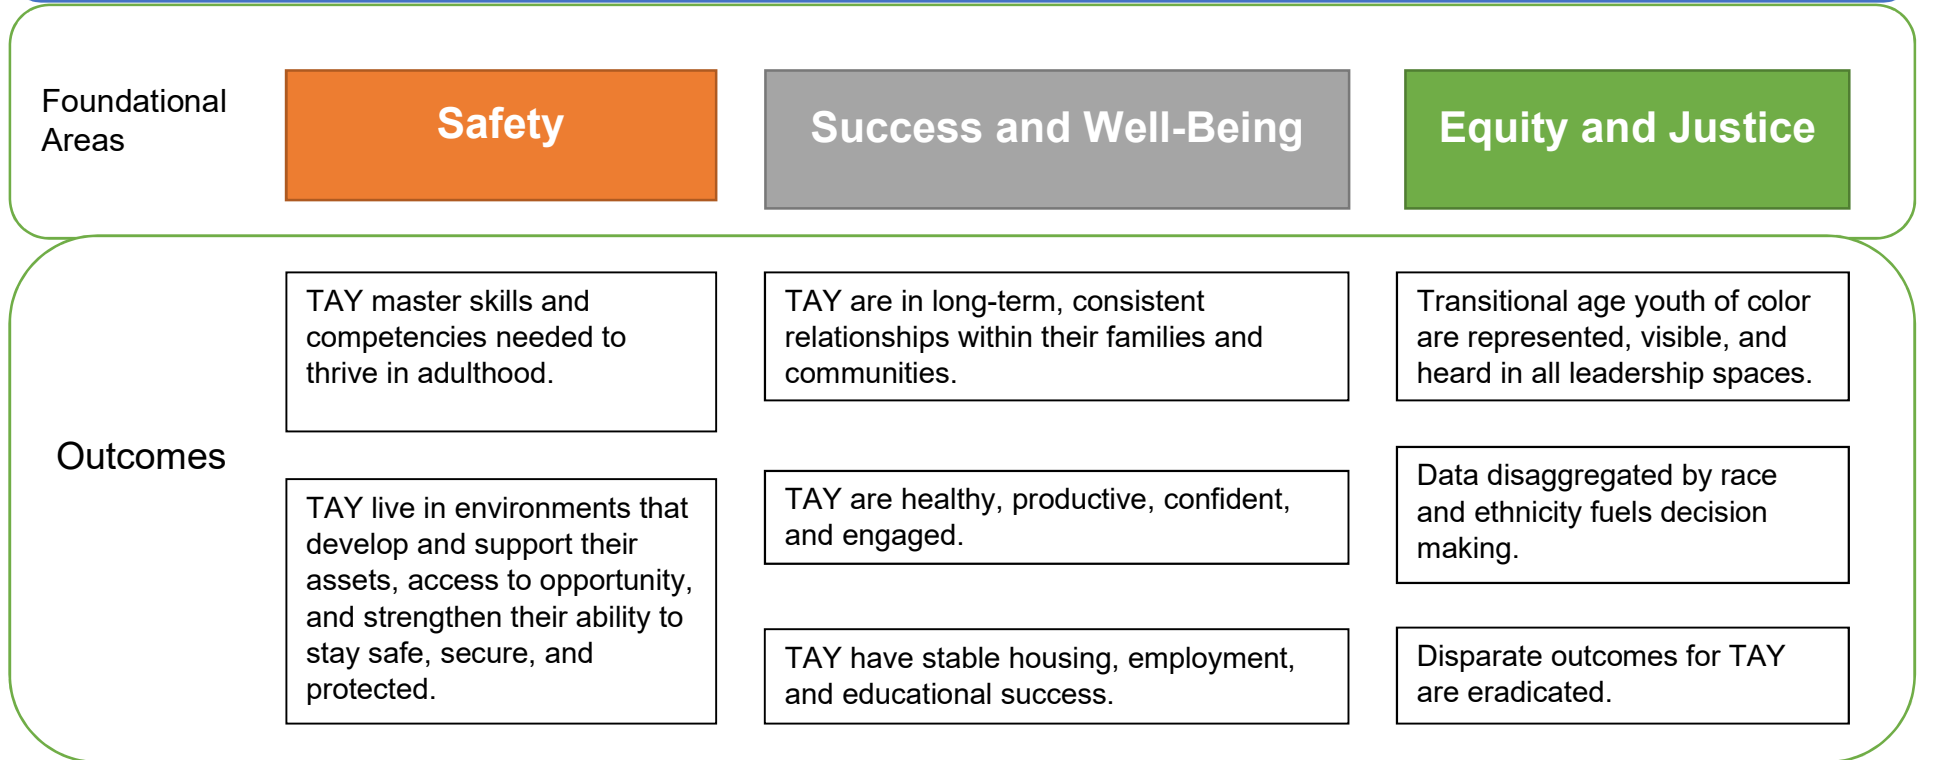 Foundational
Areas
Safety
Success and Well-Being
Equity and Justice
Outcomes
TAY master skills and
competencies needed to
thrive in adulthood.
TAY live in environments that
develop and support their
assets, access to opportunity,
and strengthen their ability to
stay safe, secure, and
protected.
TAY are in long-term, consistent
relationships within their families and
communities.
TAY are healthy, productive, confident,
and engaged.
TAY have stable housing, employment,
and educational success.
Transitional age youth of color
are represented, visible, and
heard in all leadership spaces.
Data disaggregated by race
and ethnicity fuels decision
making.
Disparate outcomes for TAY
are eradicated.